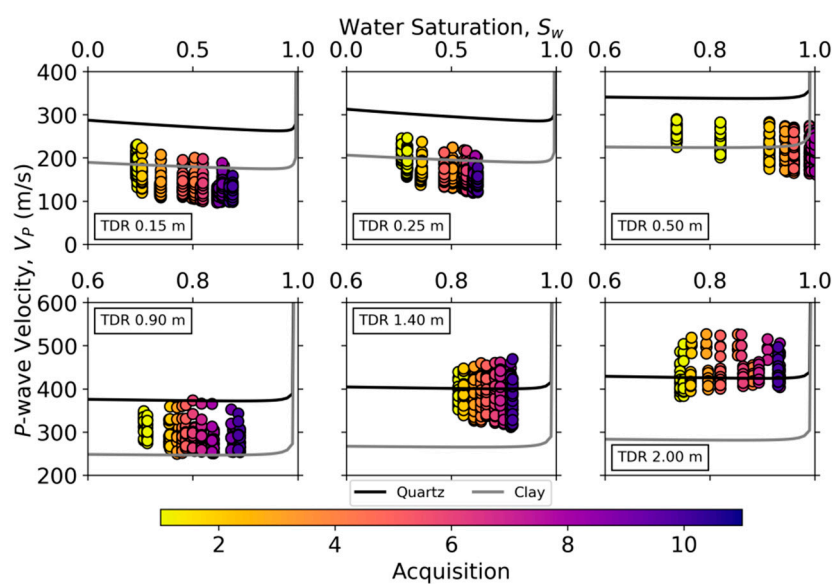 Water Saturation, S_w
0.0 0.5 1.0 0.0 0.5 1.0 0.6 0.8 1.0
400
300
200
100
0
TDR 0.15 m TDR 0.25 m TDR 0.50 m
P-wave Velocity, V_P (m/s)
0.6 0.8 1.0 0.6 0.8 1.0 0.6 0.8 1.0
600
500
400
300
200
TDR 0.90 m TDR 1.40 m TDR 2.00 m
Quartz Clay
2 4 6 8 10
Acquisition